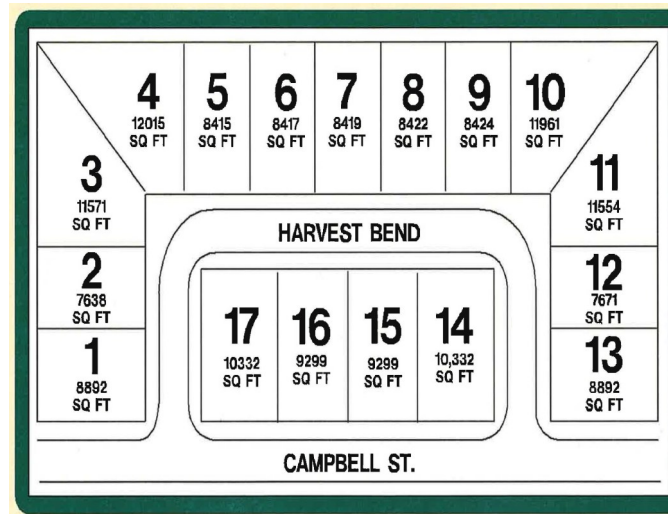 4
12015
SQ FT
5
8415
SQ FT
6
8417
SQ FT
7
8419
SQ FT
8
8422
SQ FT
9
8424
SQ FT
10
11961
SQ FT
3
11571
SQ FT
11
11554
SQ FT
HARVEST BEND
2
7638
SQ FT
12
7671
SQ FT
17
10332
SQ FT
16
9299
SQ FT
15
9299
SQ FT
14
10,332
SQ FT
1
8892
SQ FT
13
8892
SQ FT
CAMPBELL ST.